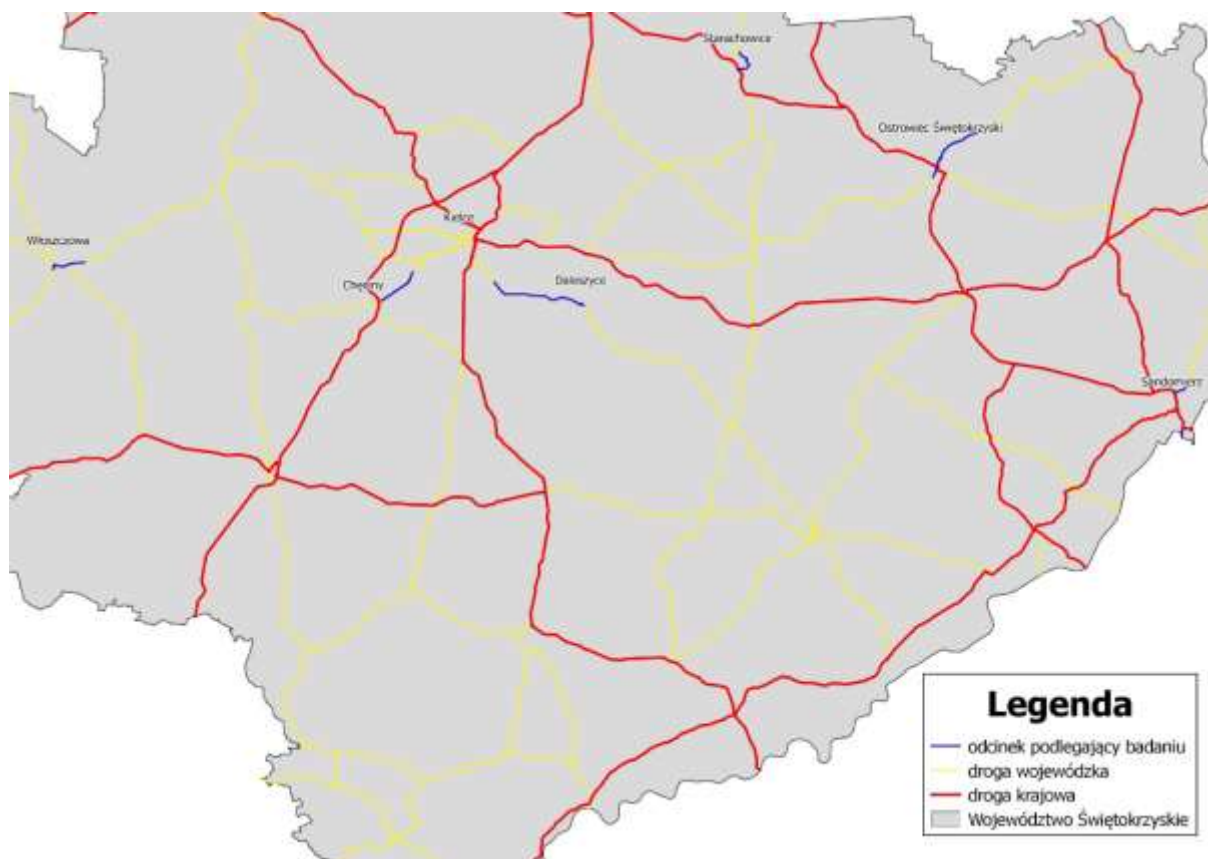 Starachowice
Ostrowiec Świętokrzyski
Kielce
Włoszczowa
Chęciny
Daleszyce
Sandomierz
Legenda
odcinek podlegający badaniu
droga wojewódzka
droga krajowa
Województwo Świętokrzyskie